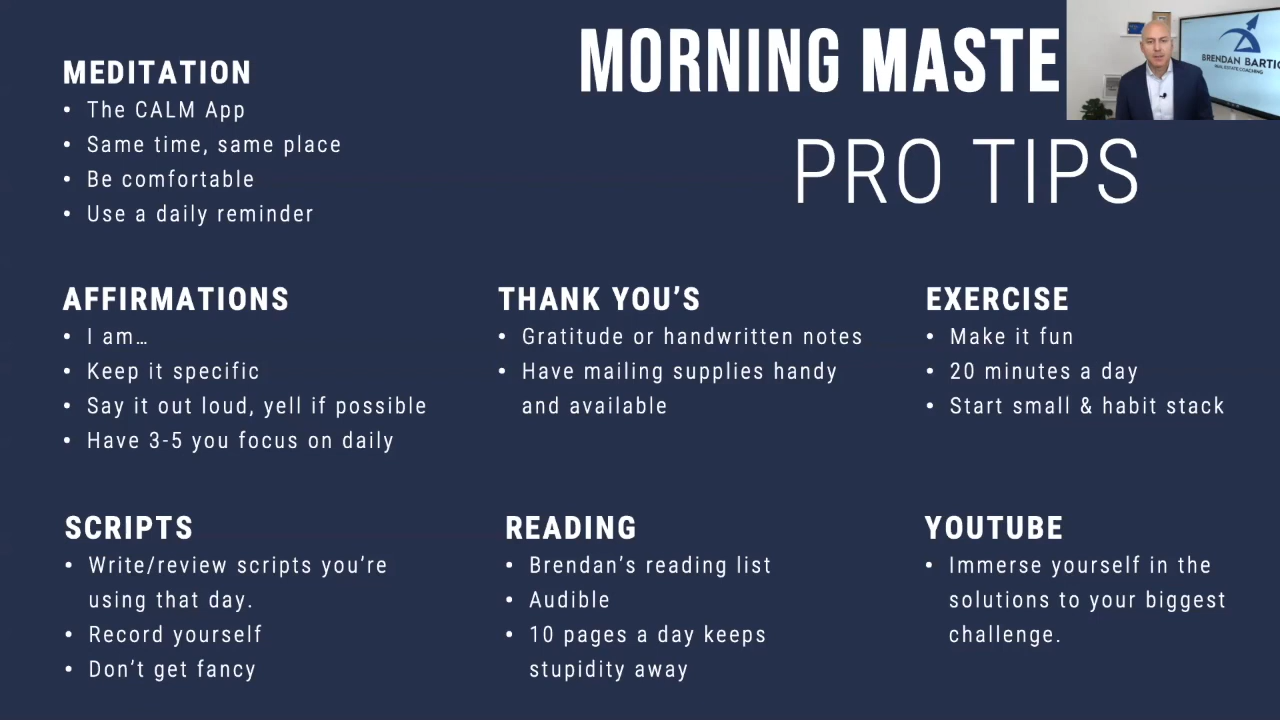 MORNING MASTE
PRO TIPS
BRENDAN BARTIC
REAL ESTATE COACHING
MEDITATION
• The CALM App
• Same time, same place
• Be comfortable
• Use a daily reminder
AFFIRMATIONS
• I am…
• Keep it specific
• Say it out loud, yell if possible
• Have 3-5 you focus on daily
THANK YOU’S
• Gratitude or handwritten notes
• Have mailing supplies handy
and available
EXERCISE
• Make it fun
• 20 minutes a day
• Start small & habit stack
SCRIPTS
• Write/review scripts you’re
using that day.
• Record yourself
• Don’t get fancy
READING
• Brendan’s reading list
• Audible
• 10 pages a day keeps
stupidity away
YOUTUBE
• Immerse yourself in the
solutions to your biggest
challenge.